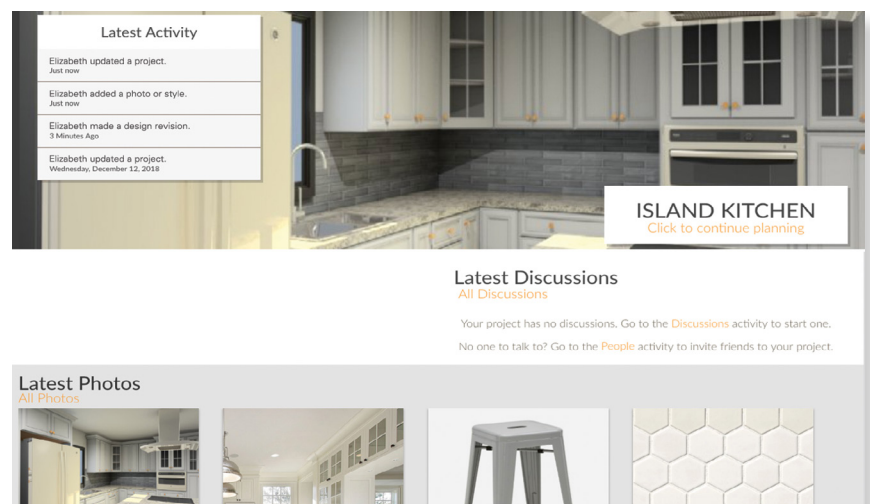 Latest Activity
Elizabeth updated a project.
Just now
Elizabeth added a photo or style.
Just now
Elizabeth made a design revision.
3 Minutes Ago
Elizabeth updated a project.
Wednesday, December 12, 2018
ISLAND KITCHEN
Click to continue planning
Latest Discussions
All Discussions
Your project has no discussions. Go to the Discussions activity to start one.
No one to talk to? Go to the People activity to invite friends to your project.
Latest Photos
All Photos